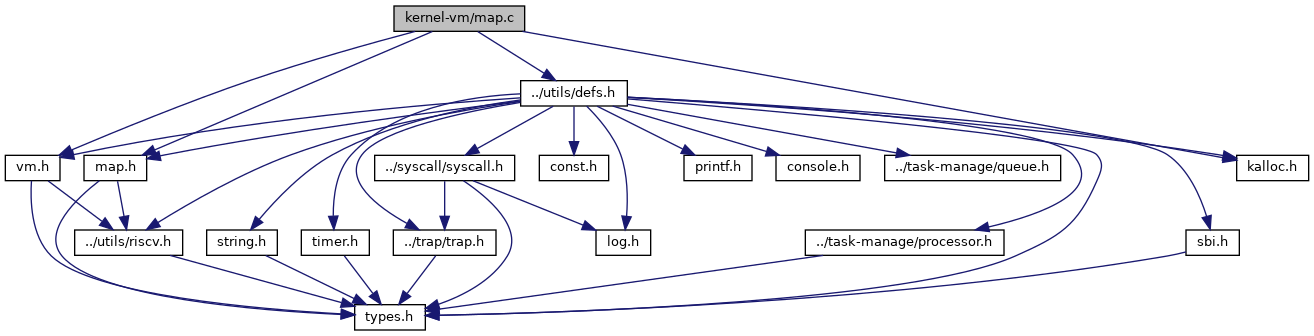 kernel-vm/map.c
../utils/defs.h
vm.h
map.h
../syscall/syscall.h
const.h
printf.h
console.h
../task-manage/queue.h
kalloc.h
../utils/riscv.h
string.h
timer.h
../trap/trap.h
log.h
../task-manage/processor.h
sbi.h
types.h